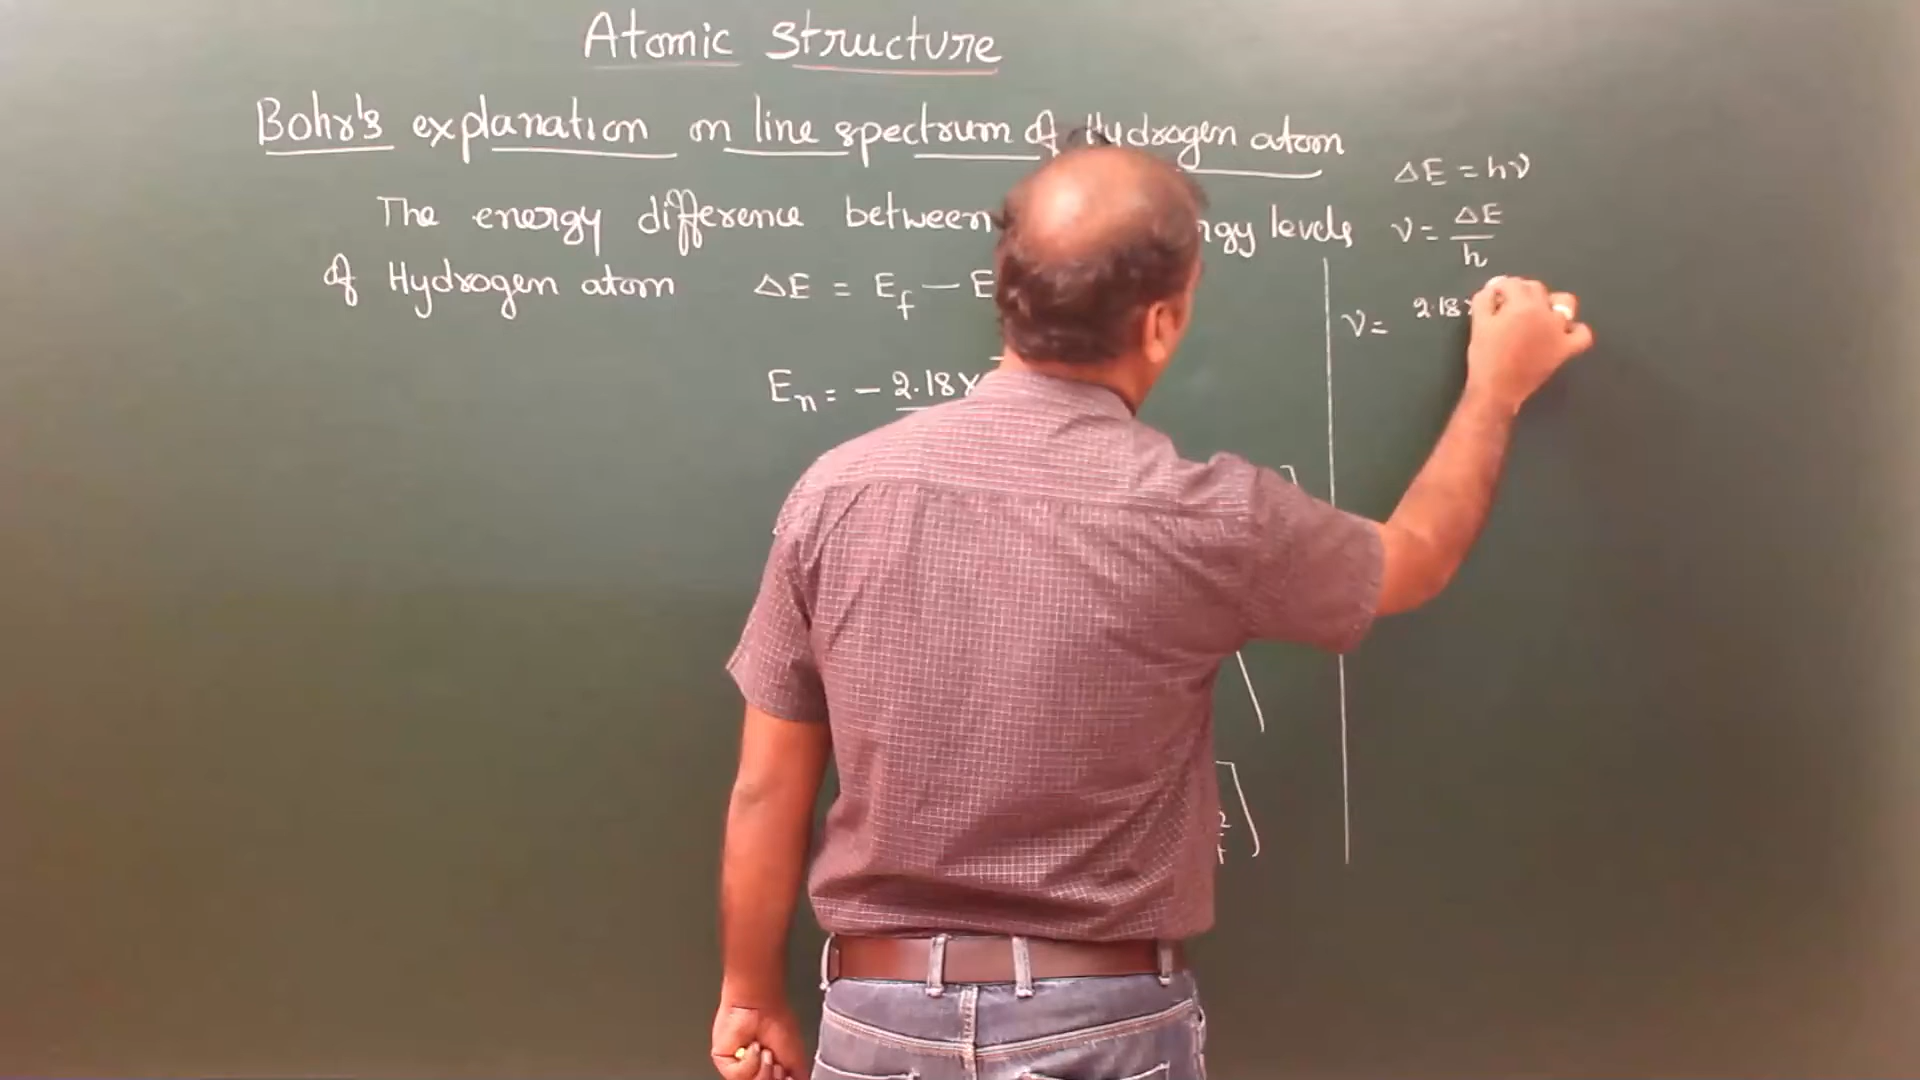 Atomic Structure
Bohr's explanation on line spectrum of Hydrogen atom
The energy difference between levels
of Hydrogen atom ΔE = E_f − E
E_n = − 2.18×
ΔE = hν
ν = ΔE/h
ν = 2.18